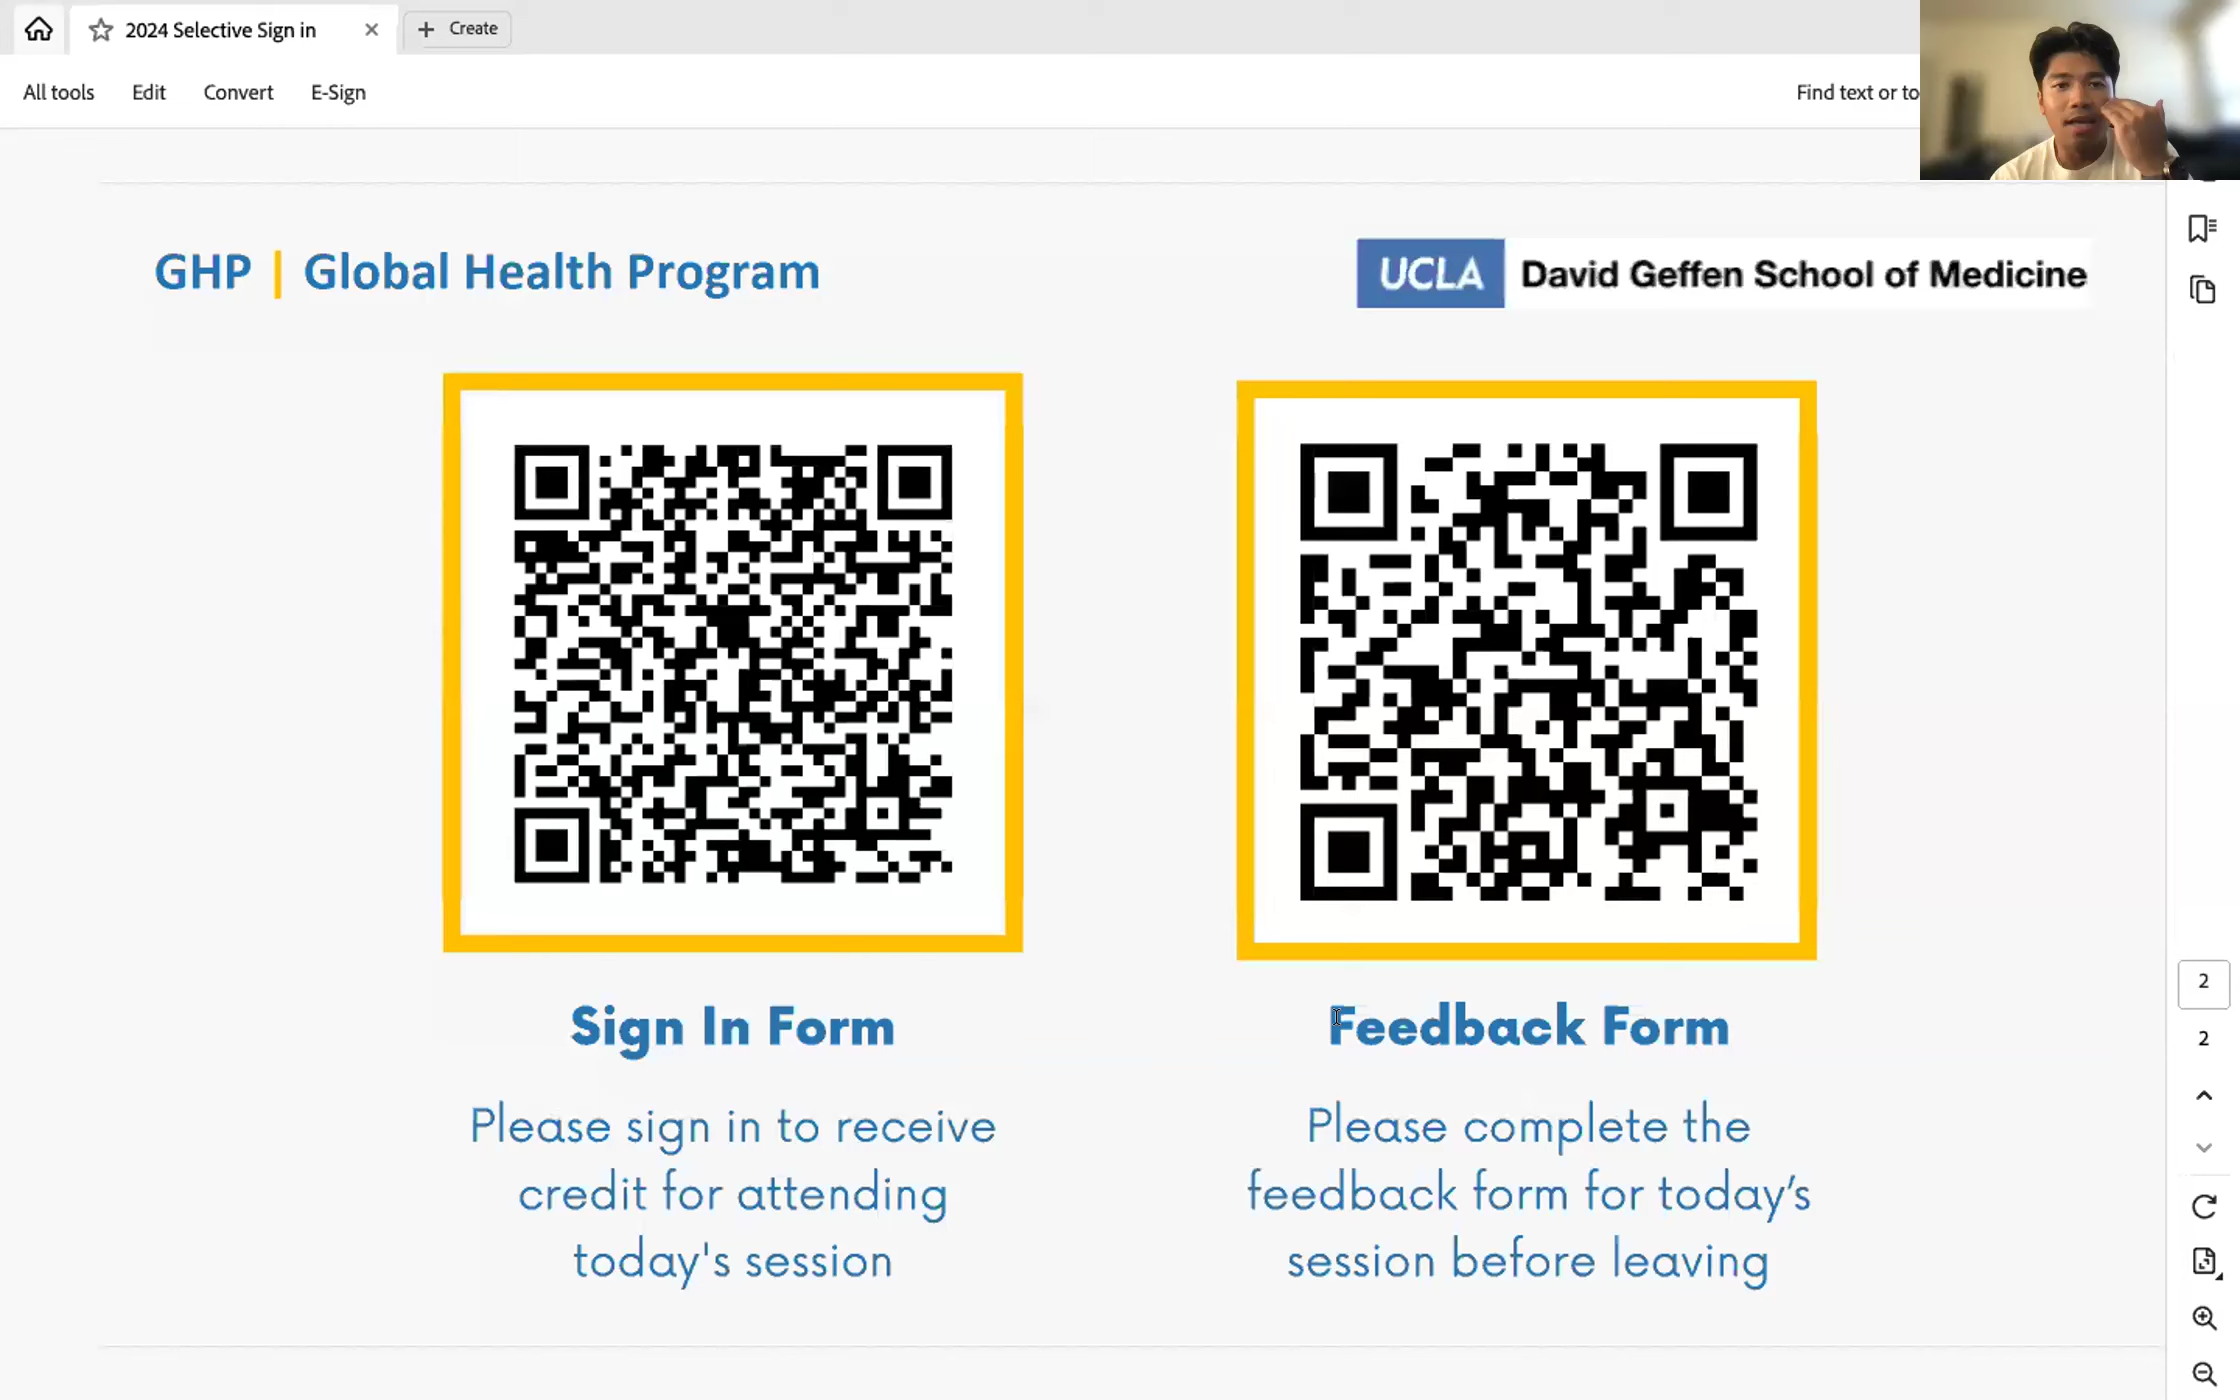 2024 Selective Sign in
Create
All tools
Edit
Convert
E-Sign
Find text or to
GHP | Global Health Program
UCLA David Geffen School of Medicine
Sign In Form
Please sign in to receive
credit for attending
today's session
Feedback Form
Please complete the
feedback form for today’s
session before leaving
2
2